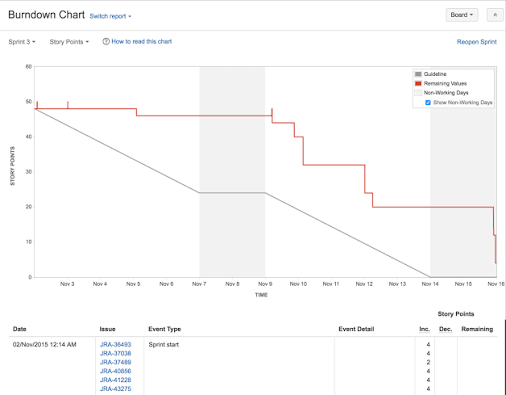 Burndown Chart Switch report
Board
Sprint 3 Story Points How to read this chart Reopen Sprint
60
50
40
30
20
10
0
STORY POINTS
Guideline
Remaining Values
Non-Working Days
Show Non-Working Days
Nov 3 Nov 4 Nov 5 Nov 6 Nov 7 Nov 8 Nov 9 Nov 10 Nov 11 Nov 12 Nov 13 Nov 14 Nov 15 Nov 16
TIME
Story Points
Date Issue Event Type Event Detail Inc. Dec. Remaining
02/Nov/2015 12:14 AM JRA-36493 Sprint start 4
JRA-37038 4
JRA-37489 2
JRA-40856 4
JRA-41228 4
JRA-43275 4